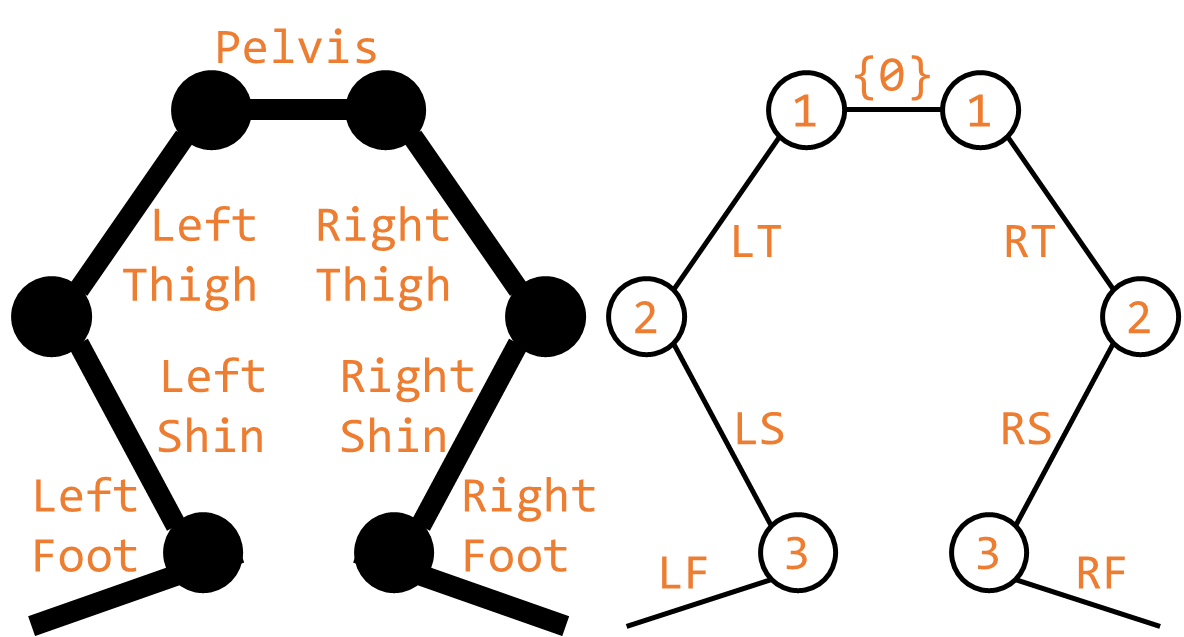 Pelvis
Left
Thigh
Right
Thigh
Left
Shin
Right
Shin
Left
Foot
Right
Foot
{0}
1
1
LT
RT
2
2
LS
RS
3
3
LF
RF